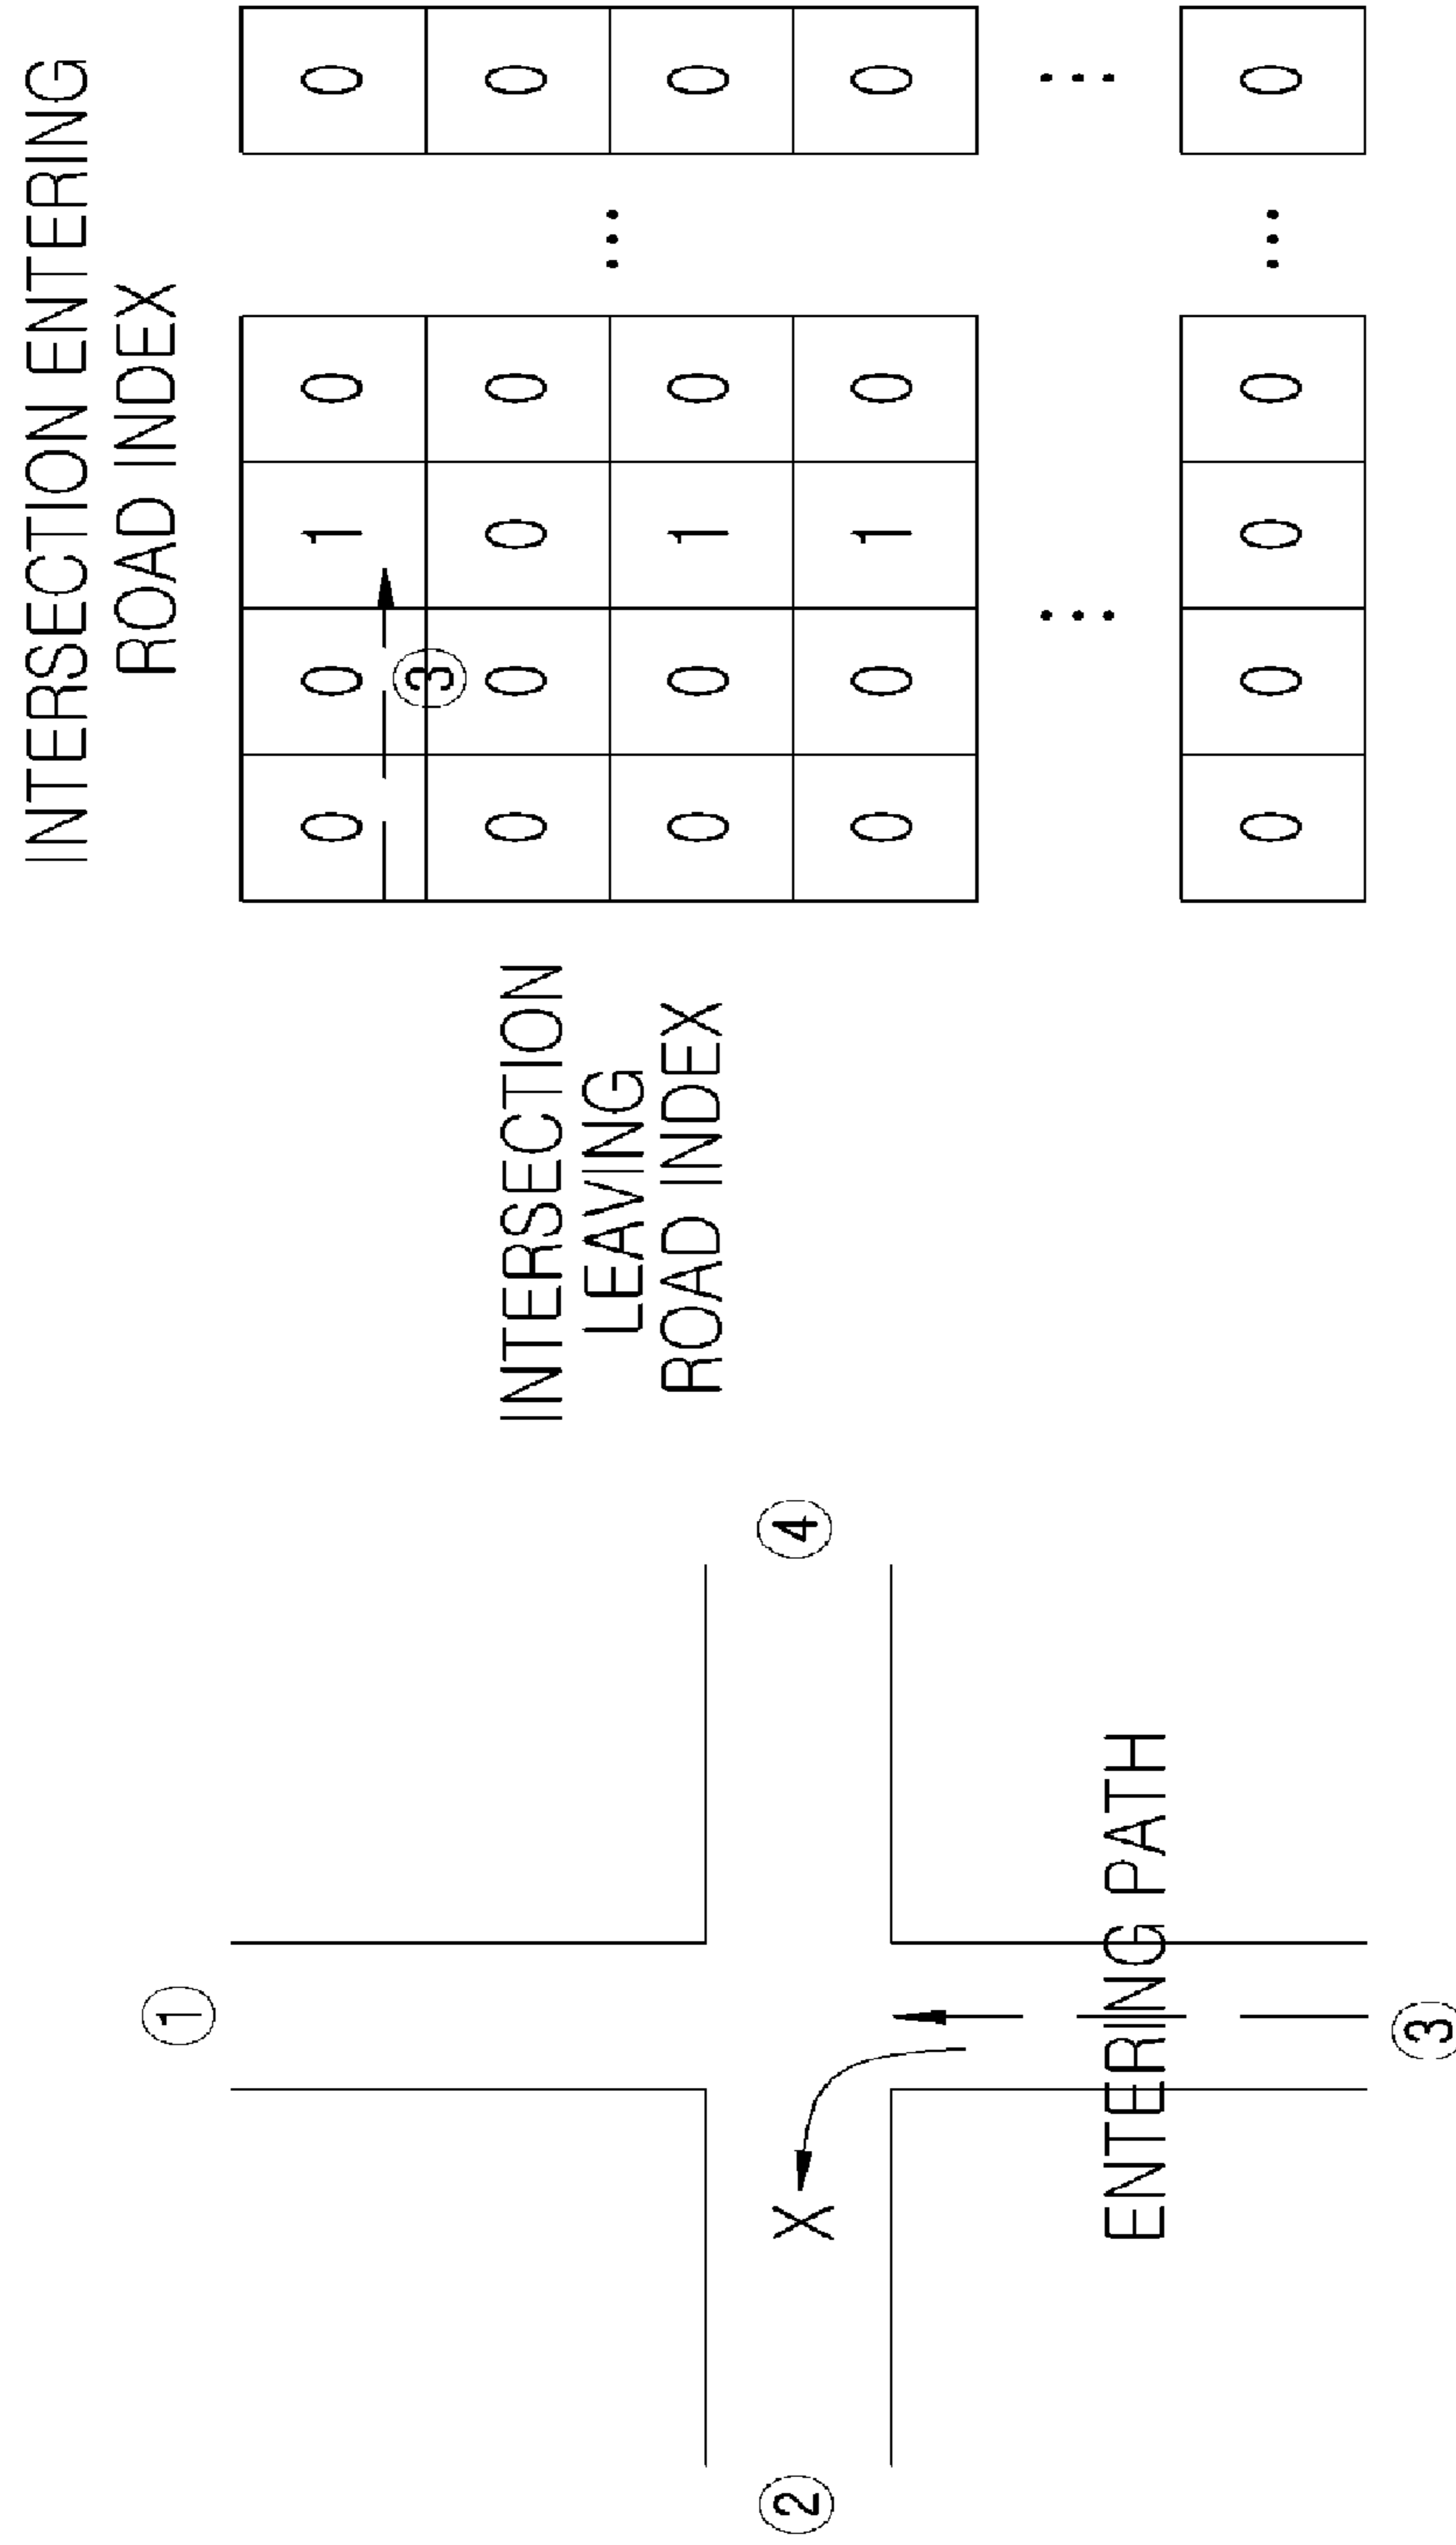 INTERSECTION ENTERING
ROAD INDEX
①
0 0 1 0 0
③
0 0 0 0 ... 0
0 0 1 0 0
0 0 1 0 0
... ...
0 0 0 0 ... 0
INTERSECTION
LEAVING
ROAD INDEX
② X ④
ENTERING PATH
③